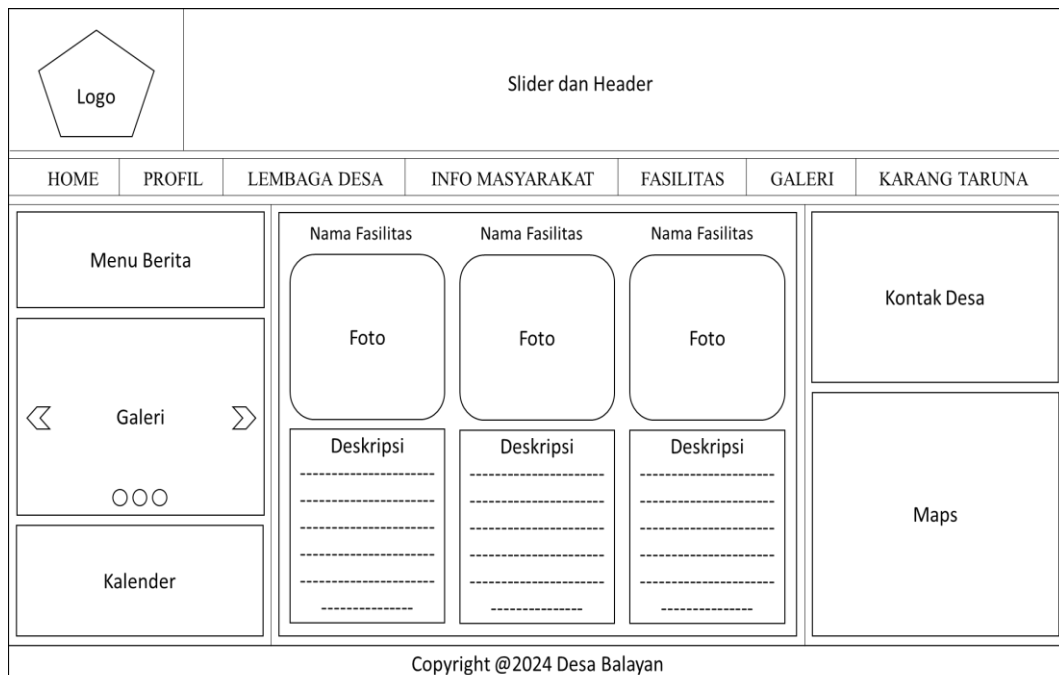 Logo
Slider dan Header
HOME PROFIL LEMBAGA DESA INFO MASYARAKAT FASILITAS GALERI KARANG TARUNA
Menu Berita
Galeri
Kalender
Nama Fasilitas Nama Fasilitas Nama Fasilitas
Foto Foto Foto
Deskripsi Deskripsi Deskripsi
Kontak Desa
Maps
Copyright @2024 Desa Balayan